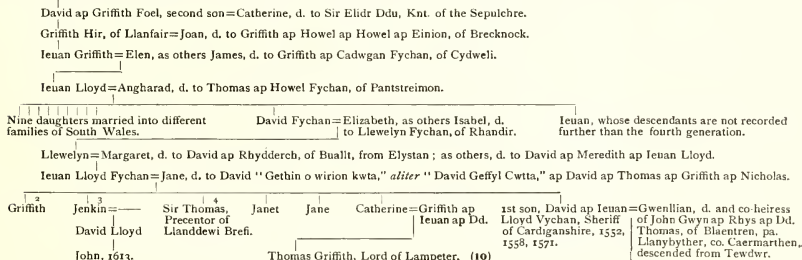 David ap Griffith Foel, second son=Catherine, d. to Sir Elidr Ddu, Knt. of the Sepulchre.
Griffith Hir, of Llanfair=Joan, d. to Griffith ap Howel ap Howel ap Einion, of Brecknock.
Ieuan Griffith=Elen, as others James, d. to Griffith ap Cadwgan Fychan, of Cydweli.
Ieuan Lloyd=Angharad, d. to Thomas ap Howel Fychan, of Pantstreimon.
Nine daughters married into different families of South Wales.
David Fychan=Elizabeth, as others Isabel, d. to Llewelyn Fychan, of Rhandir.
Ieuan, whose descendants are not recorded further than the fourth generation.
Llewelyn=Margaret, d. to David ap Rhydderch, of Buallt, from Elystan; as others, d. to David ap Meredith ap Ieuan Lloyd.
Ieuan Lloyd Fychan=Jane, d. to David "Gethin o wirion kwta," aliter "David Geffyl Cwtta," ap David ap Thomas ap Griffith ap Nicholas.
2
Griffith
3
Jenkin=——
David Lloyd
John, 1613.
4
Sir Thomas,
Precentor of
Llanddewi Brefi.
Janet
Jane
Catherine=Griffith ap
Ieuan ap Dd.
Thomas Griffith, Lord of Lampeter. (10)
1st son, David ap Ieuan=Gwenllian, d. and co-heiress
Lloyd Vychan, Sheriff of John Gwyn ap Rhys ap Dd.
of Cardiganshire, 1552, Thomas, of Blaentren, pa.
1558, 1571. Llanybyther, co. Caermarthen,
descended from Tewdwr.